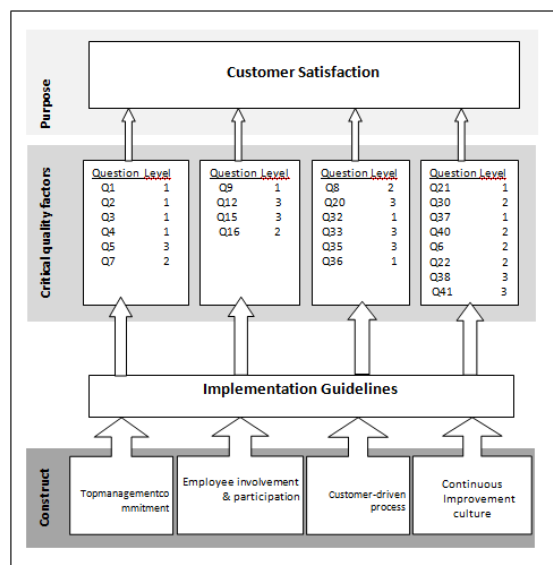 Purpose
Customer Satisfaction
Critical quality factors
Question Level
Q1 1
Q2 1
Q3 1
Q4 1
Q5 3
Q7 2
Question Level
Q9 1
Q12 3
Q15 3
Q16 2
Question Level
Q8 2
Q20 3
Q32 1
Q33 3
Q35 3
Q36 1
Question Level
Q21 1
Q30 2
Q37 1
Q40 2
Q6 2
Q22 2
Q38 3
Q41 3
Implementation Guidelines
Construct
Topmanagementco
mmitment
Employee involvement
& participation
Customer-driven
process
Continuous
Improvement
culture